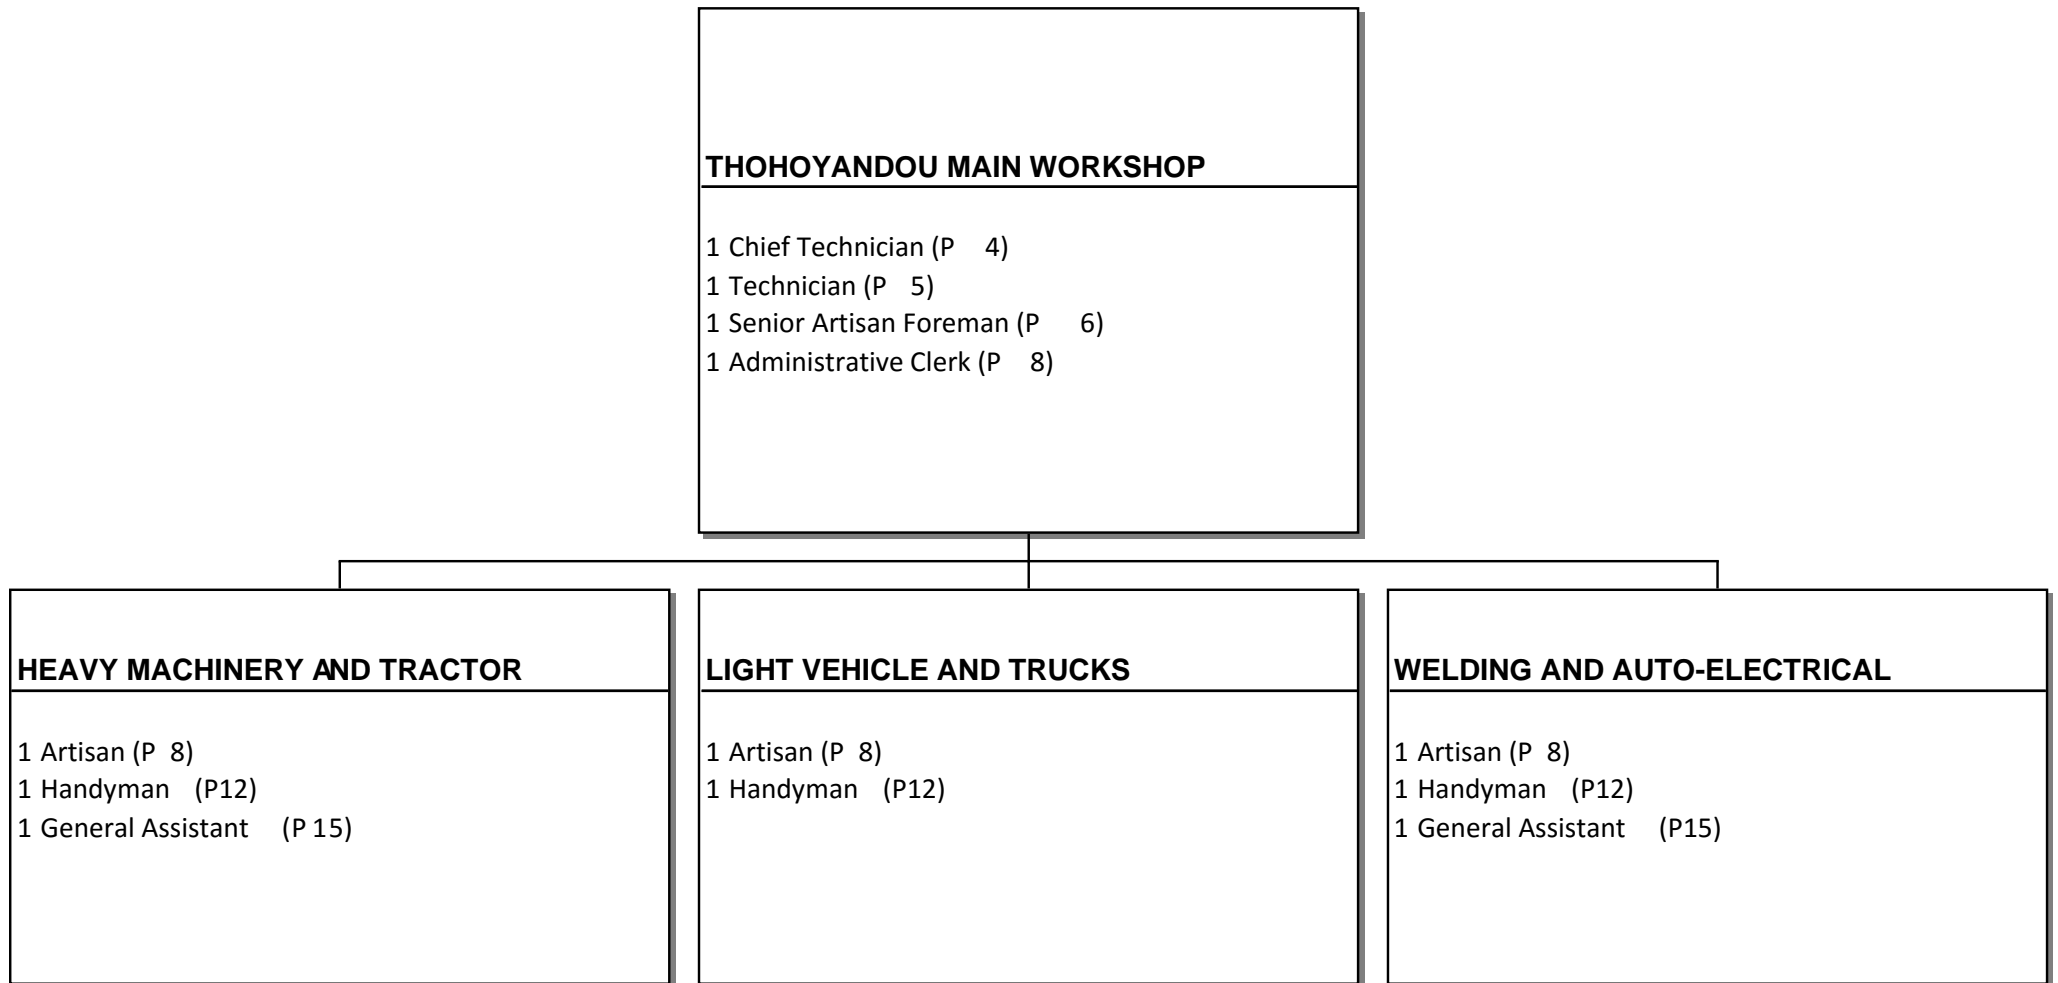 THOHOYANDOU MAIN WORKSHOP
1 Chief Technician (P 4)
1 Technician (P 5)
1 Senior Artisan Foreman (P 6)
1 Administrative Clerk (P 8)
HEAVY MACHINERY AND TRACTOR
1 Artisan (P 8)
1 Handyman (P12)
1 General Assistant (P 15)
LIGHT VEHICLE AND TRUCKS
1 Artisan (P 8)
1 Handyman (P12)
WELDING AND AUTO-ELECTRICAL
1 Artisan (P 8)
1 Handyman (P12)
1 General Assistant (P15)